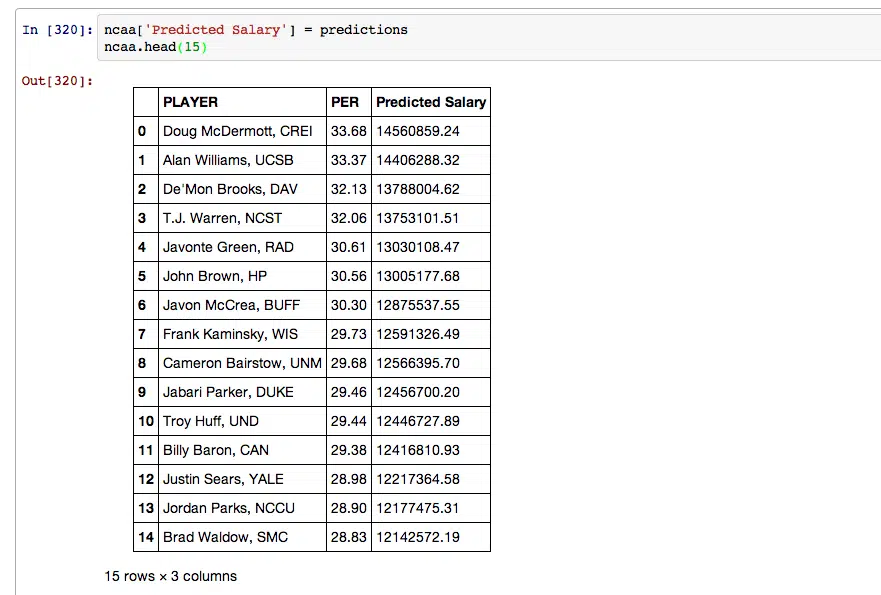 In [320]: ncaa['Predicted Salary'] = predictions
ncaa.head(15)
Out[320]:
PLAYER PER Predicted Salary
0 Doug McDermott, CREI 33.68 14560859.24
1 Alan Williams, UCSB 33.37 14406288.32
2 De'Mon Brooks, DAV 32.13 13788004.62
3 T.J. Warren, NCST 32.06 13753101.51
4 Javonte Green, RAD 30.61 13030108.47
5 John Brown, HP 30.56 13005177.68
6 Javon McCrea, BUFF 30.30 12875537.55
7 Frank Kaminsky, WIS 29.73 12591326.49
8 Cameron Bairstow, UNM 29.68 12566395.70
9 Jabari Parker, DUKE 29.46 12456700.20
10 Troy Huff, UND 29.44 12446727.89
11 Billy Baron, CAN 29.38 12416810.93
12 Justin Sears, YALE 28.98 12217364.58
13 Jordan Parks, NCCU 28.90 12177475.31
14 Brad Waldow, SMC 28.83 12142572.19
15 rows × 3 columns